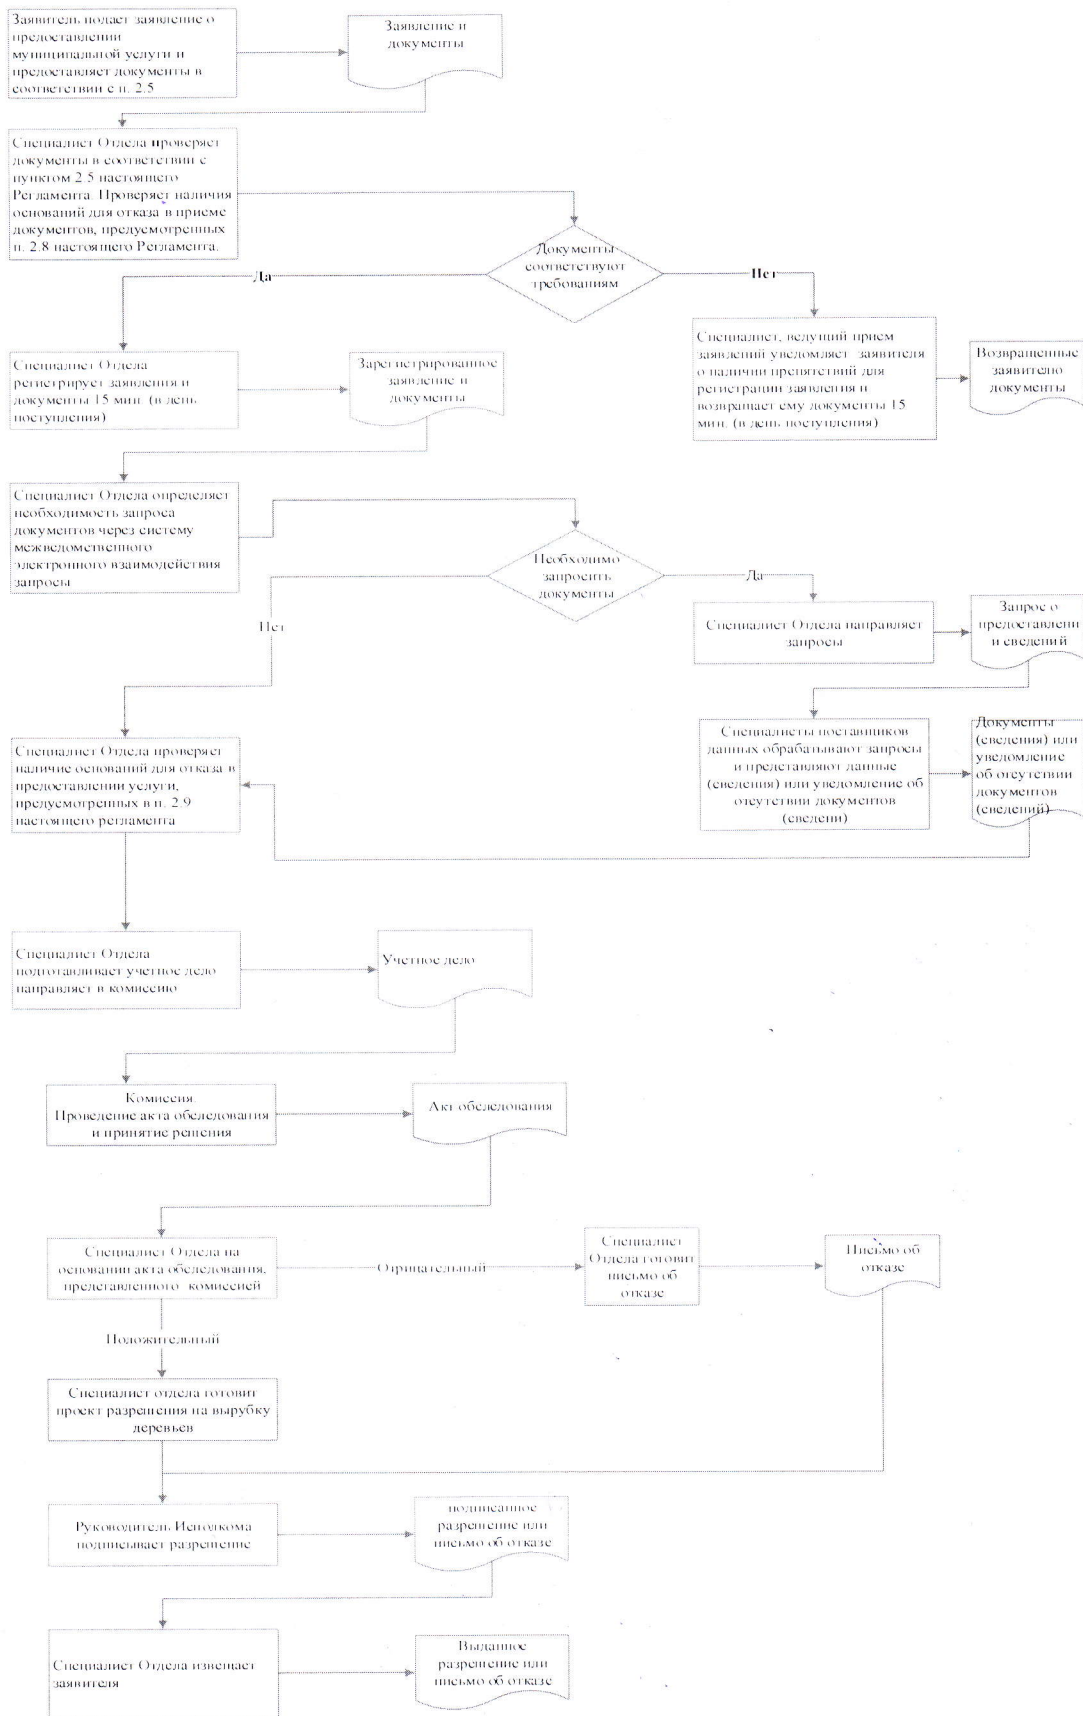 Заявитель подает заявление о
предоставлении
муниципальной услуги и
предоставляет документы в
соответствии с п. 2.5
Заявление и
документы
Специалист Отдела проверяет
документы в соответствии с
пунктом 2.5 настоящего
Регламента. Проверяет наличия
оснований для отказа в приеме
документов, предусмотренных
п. 2.8 настоящего Регламента.
Документы
соответствуют
требованиям
Да
Нет
Специалист Отдела
регистрирует заявления и
документы 15 мин. (в день
поступления)
Зарегистрированное
заявление и
документы
Специалист, ведущий прием
заявлений уведомляет заявителя
о наличии препятствий для
регистрации заявления и
возвращает ему документы 15
мин. (в день поступления)
Возвращенные
заявителю
документы
Специалист Отдела определяет
необходимость запроса
документов через систему
межведомственного
электронного взаимодействия
запросы
Необходимо
запросить
документы
Да
Нет
Специалист Отдела направляет
запросы
Запрос о
предоставлени
и сведений
Специалист Отдела проверяет
наличие оснований для отказа в
предоставлении услуги,
предусмотренных в п. 2.9
настоящего регламента
Специалисты поставщиков
данных обрабатывают запросы
и представляют данные
(сведения) или уведомление об
отсутствии документов
(сведени)
Документы
(сведения) или
уведомление
об отсутствии
документов
(сведений)
Специалист Отдела
подготавливает учетное дело
направляет в комиссию
Учетное дело
Комиссия.
Проведение акта обследования
и принятие решения
Акт обследования
Специалист Отдела на
основании акта обследования,
представленного комиссией
Отрицательный
Специалист
Отдела готовит
письмо об
отказе
Письмо об
отказе
Положительный
Специалист отдела готовит
проект разрешения на вырубку
деревьев
Руководитель Исполкома
подписывает разрешение
подписанное
разрешение или
письмо об отказе
Специалист Отдела извещает
заявителя
Выданное
разрешение или
письмо об отказе